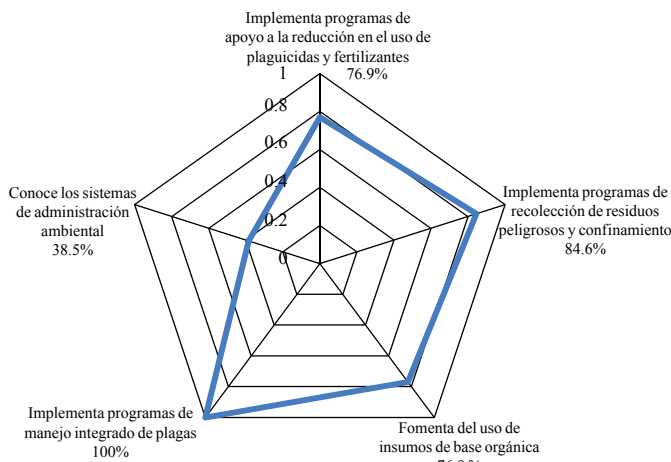 Implementa programas de
apoyo a la reducción en el uso de
plaguicidas y fertilizantes
76.9%
1
0.8
0.6
0.4
0.2
0
Implementa programas de
recolección de residuos
peligrosos y confinamiento
84.6%
Conoce los sistemas
de administración
ambiental
38.5%
Implementa programas de
manejo integrado de plagas
100%
Fomenta del uso de
insumos de base orgánica